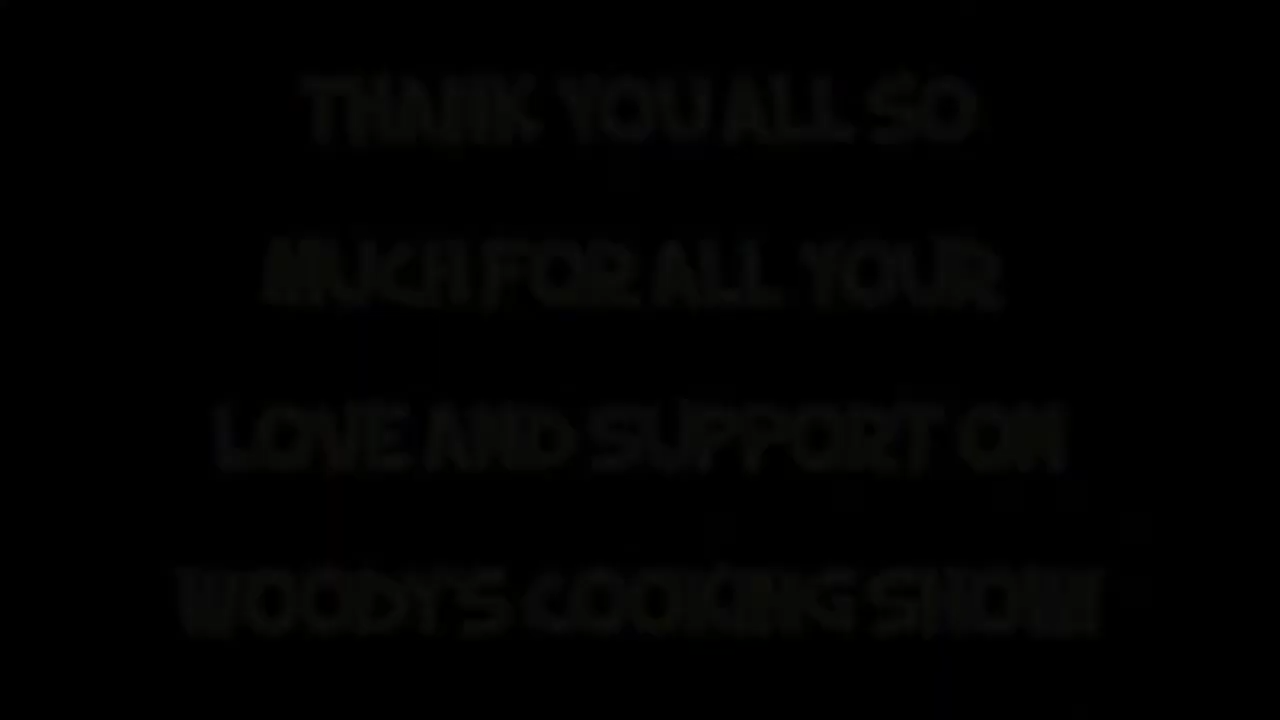 THANK YOU ALL SO
MUCH FOR ALL YOUR
LOVE AND SUPPORT ON
WOODY'S COOKING SHOW